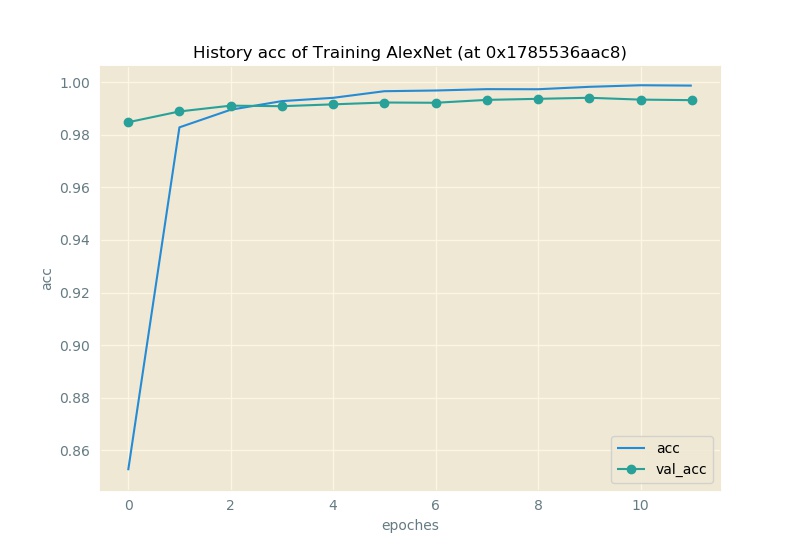 History acc of Training AlexNet (at 0x1785536aac8)
1.00
0.98
0.96
0.94
0.92
0.90
0.88
0.86
acc
acc
val_acc
0 2 4 6 8 10
epoches